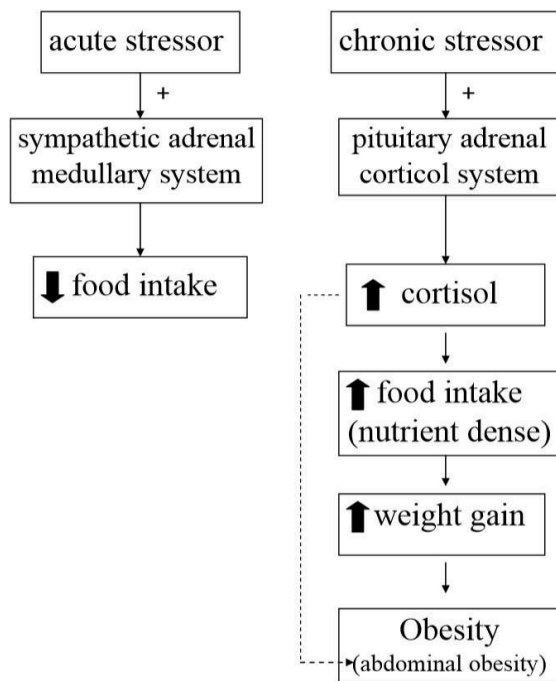 acute stressor
+
sympathetic adrenal
medullary system
food intake
chronic stressor
+
pituitary adrenal
corticol system
cortisol
food intake
(nutrient dense)
weight gain
Obesity
(abdominal obesity)